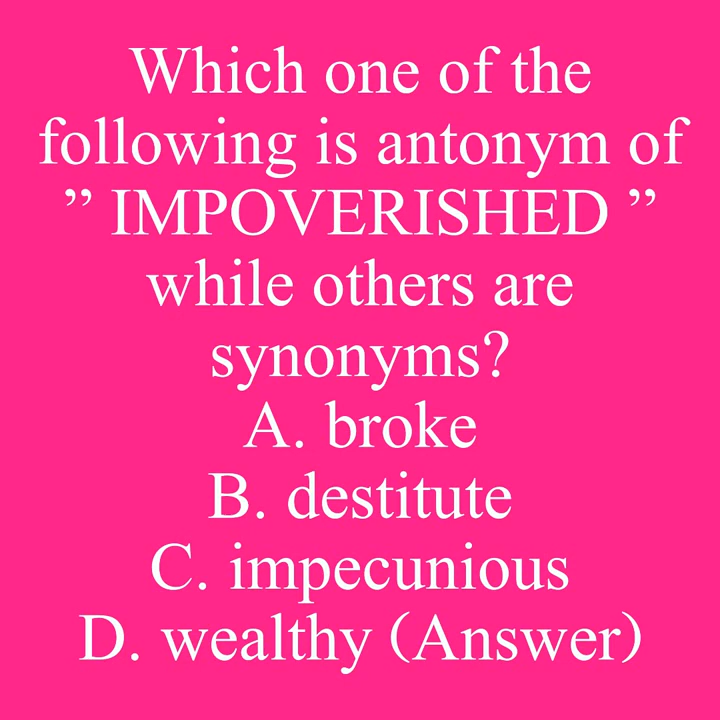 Which one of the
following is antonym of
” IMPOVERISHED ”
while others are
synonyms?
A. broke
B. destitute
C. impecunious
D. wealthy (Answer)